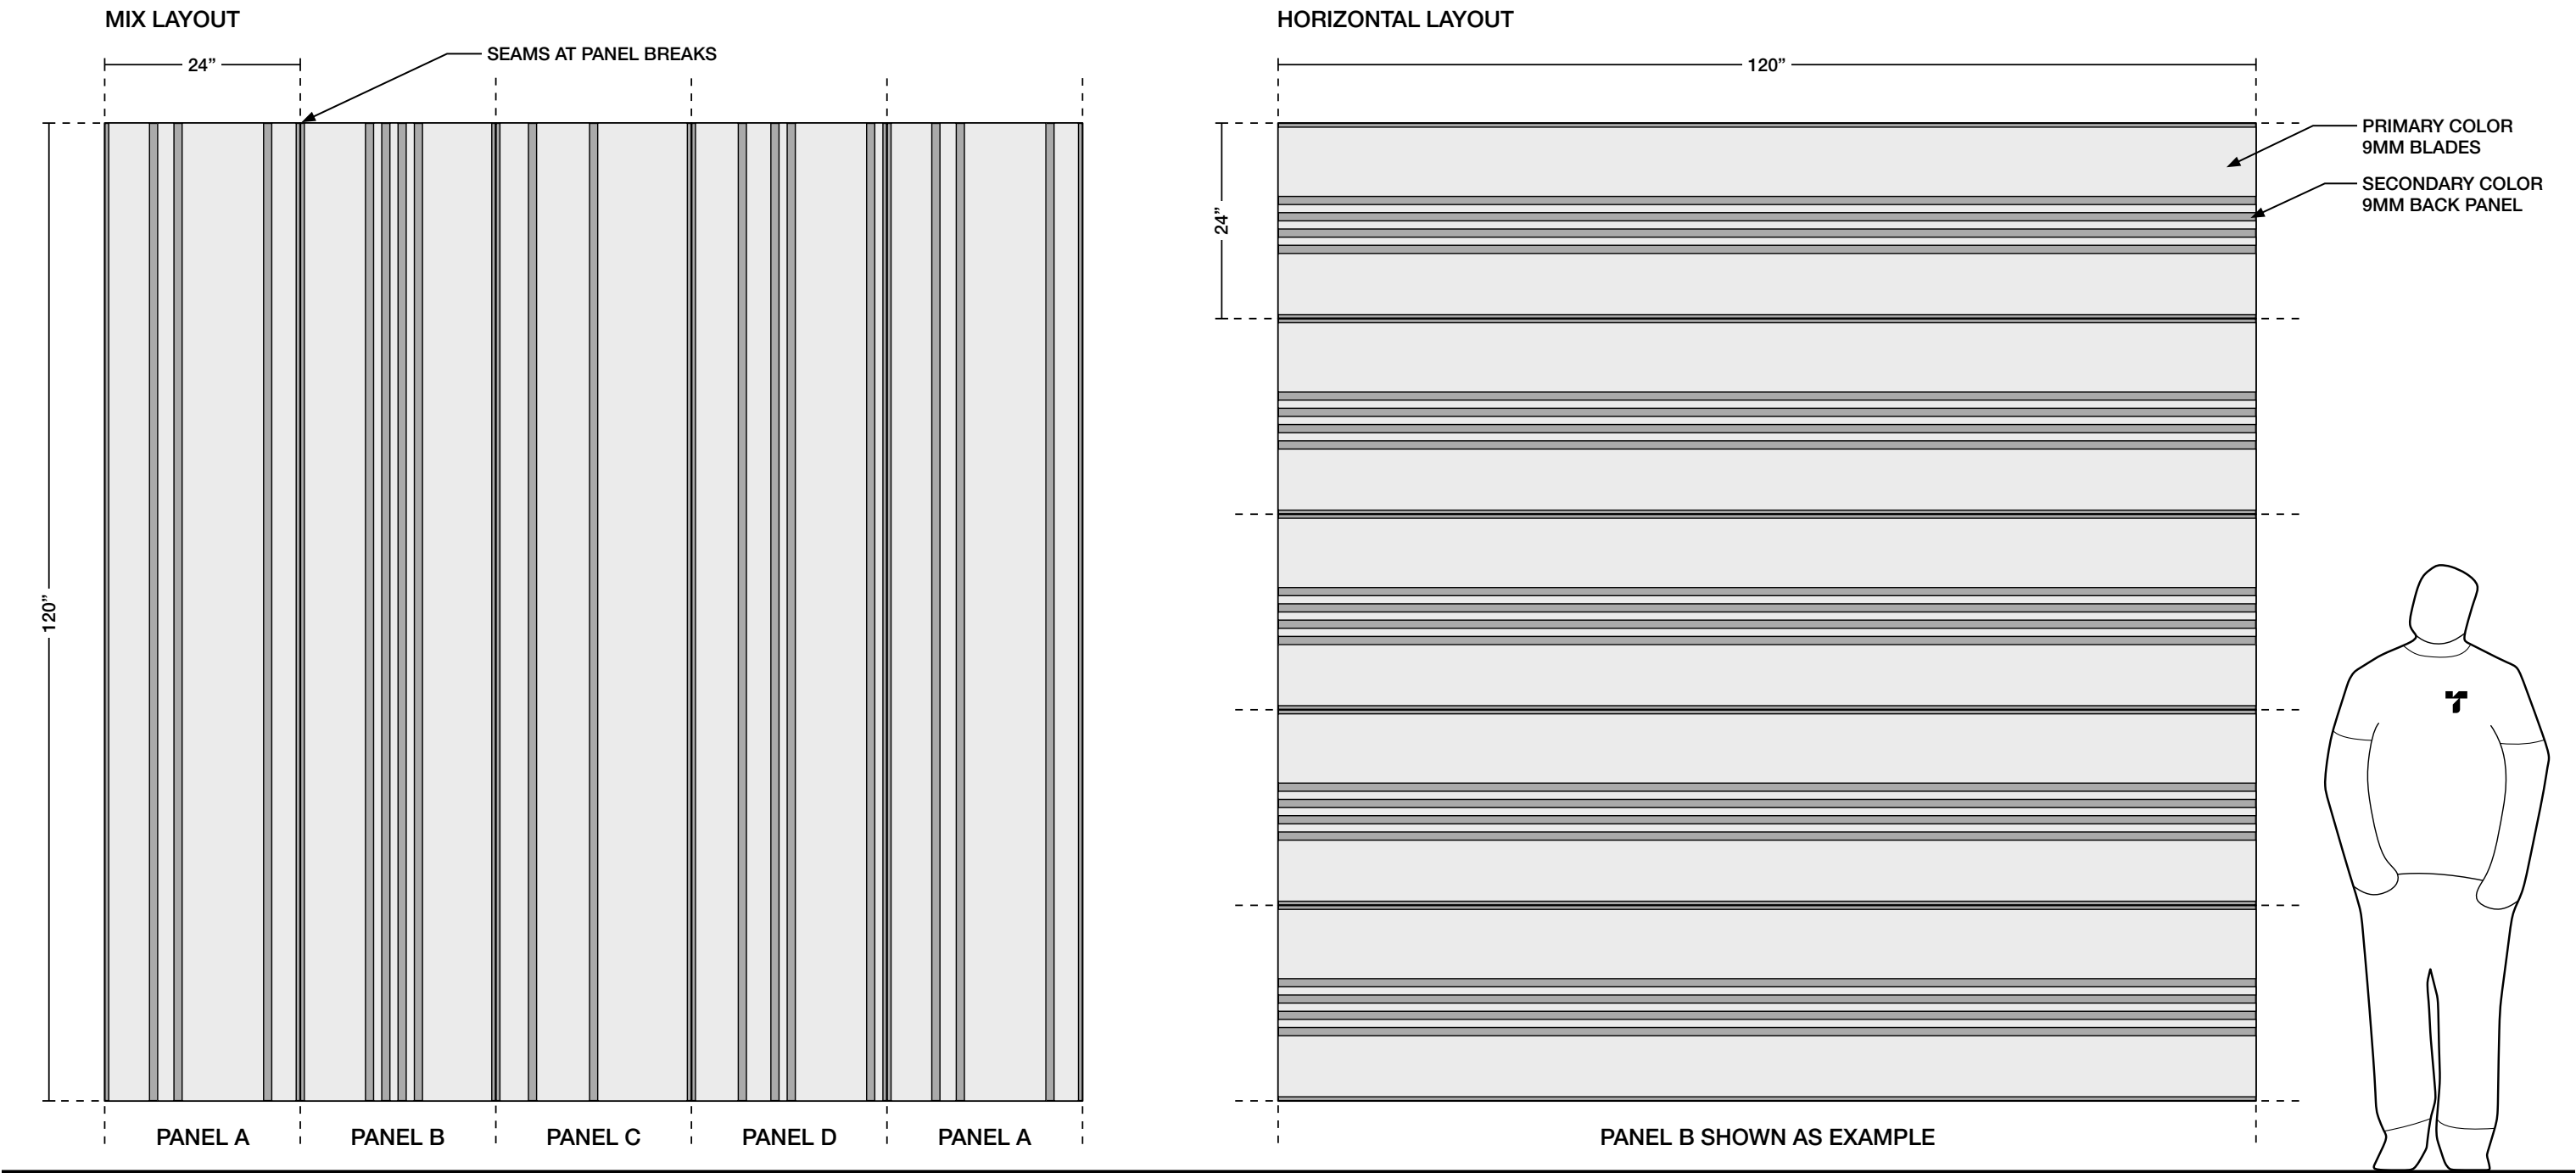 MIX LAYOUT
24”
SEAMS AT PANEL BREAKS
120”
PANEL A
PANEL B
PANEL C
PANEL D
PANEL A
HORIZONTAL LAYOUT
120”
24”
PRIMARY COLOR
9MM BLADES
SECONDARY COLOR
9MM BACK PANEL
PANEL B SHOWN AS EXAMPLE